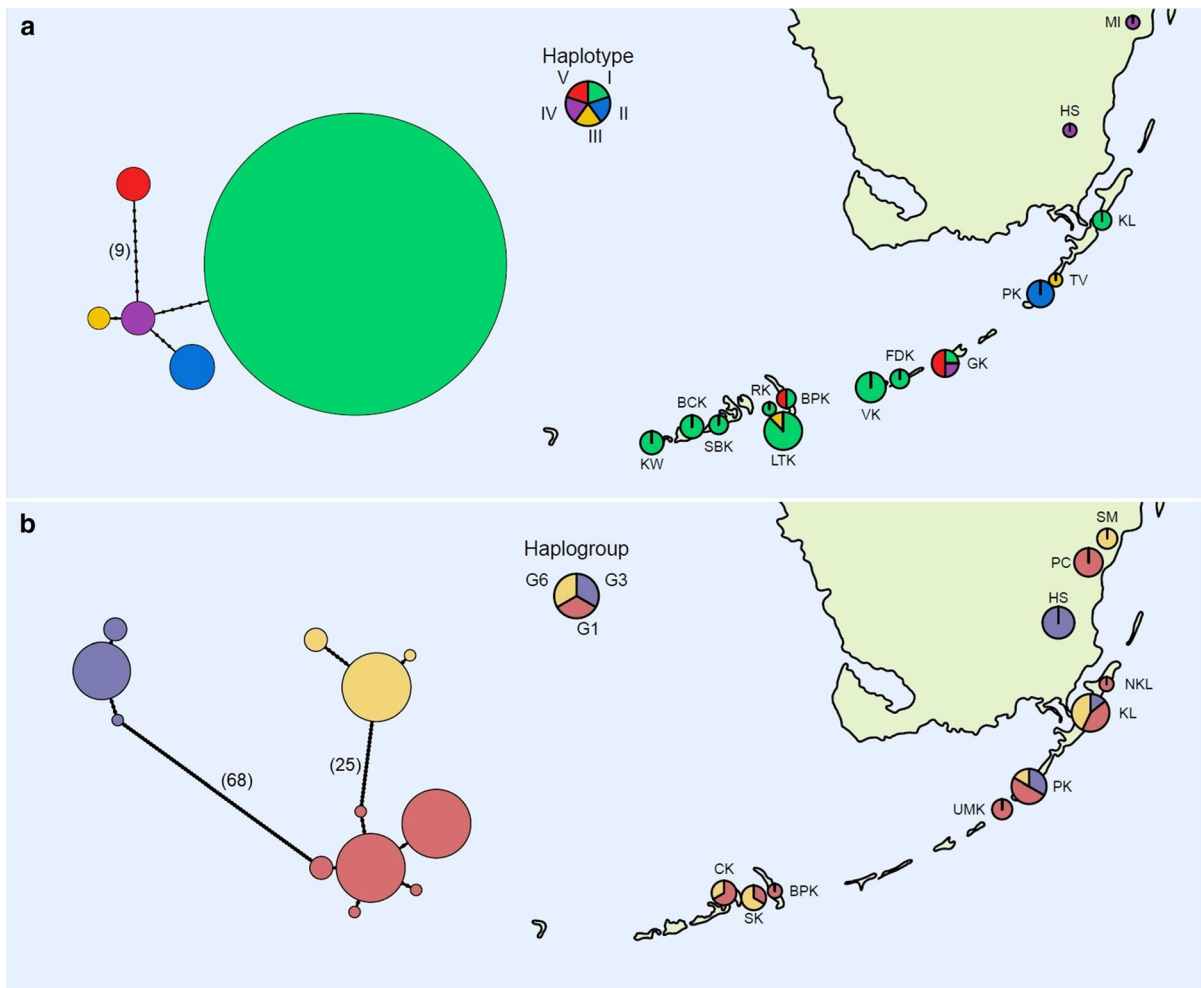 a
Haplotype
V I
IV II
III
(9)
MI
HS
KL
TV
PK
GK
FDK
VK
RK
BPK
BCK
SBK
LTK
KW
b
Haplogroup
G6 G3
G1
(68)
(25)
SM
PC
HS
NKL
KL
PK
UMK
CK
BPK
SK